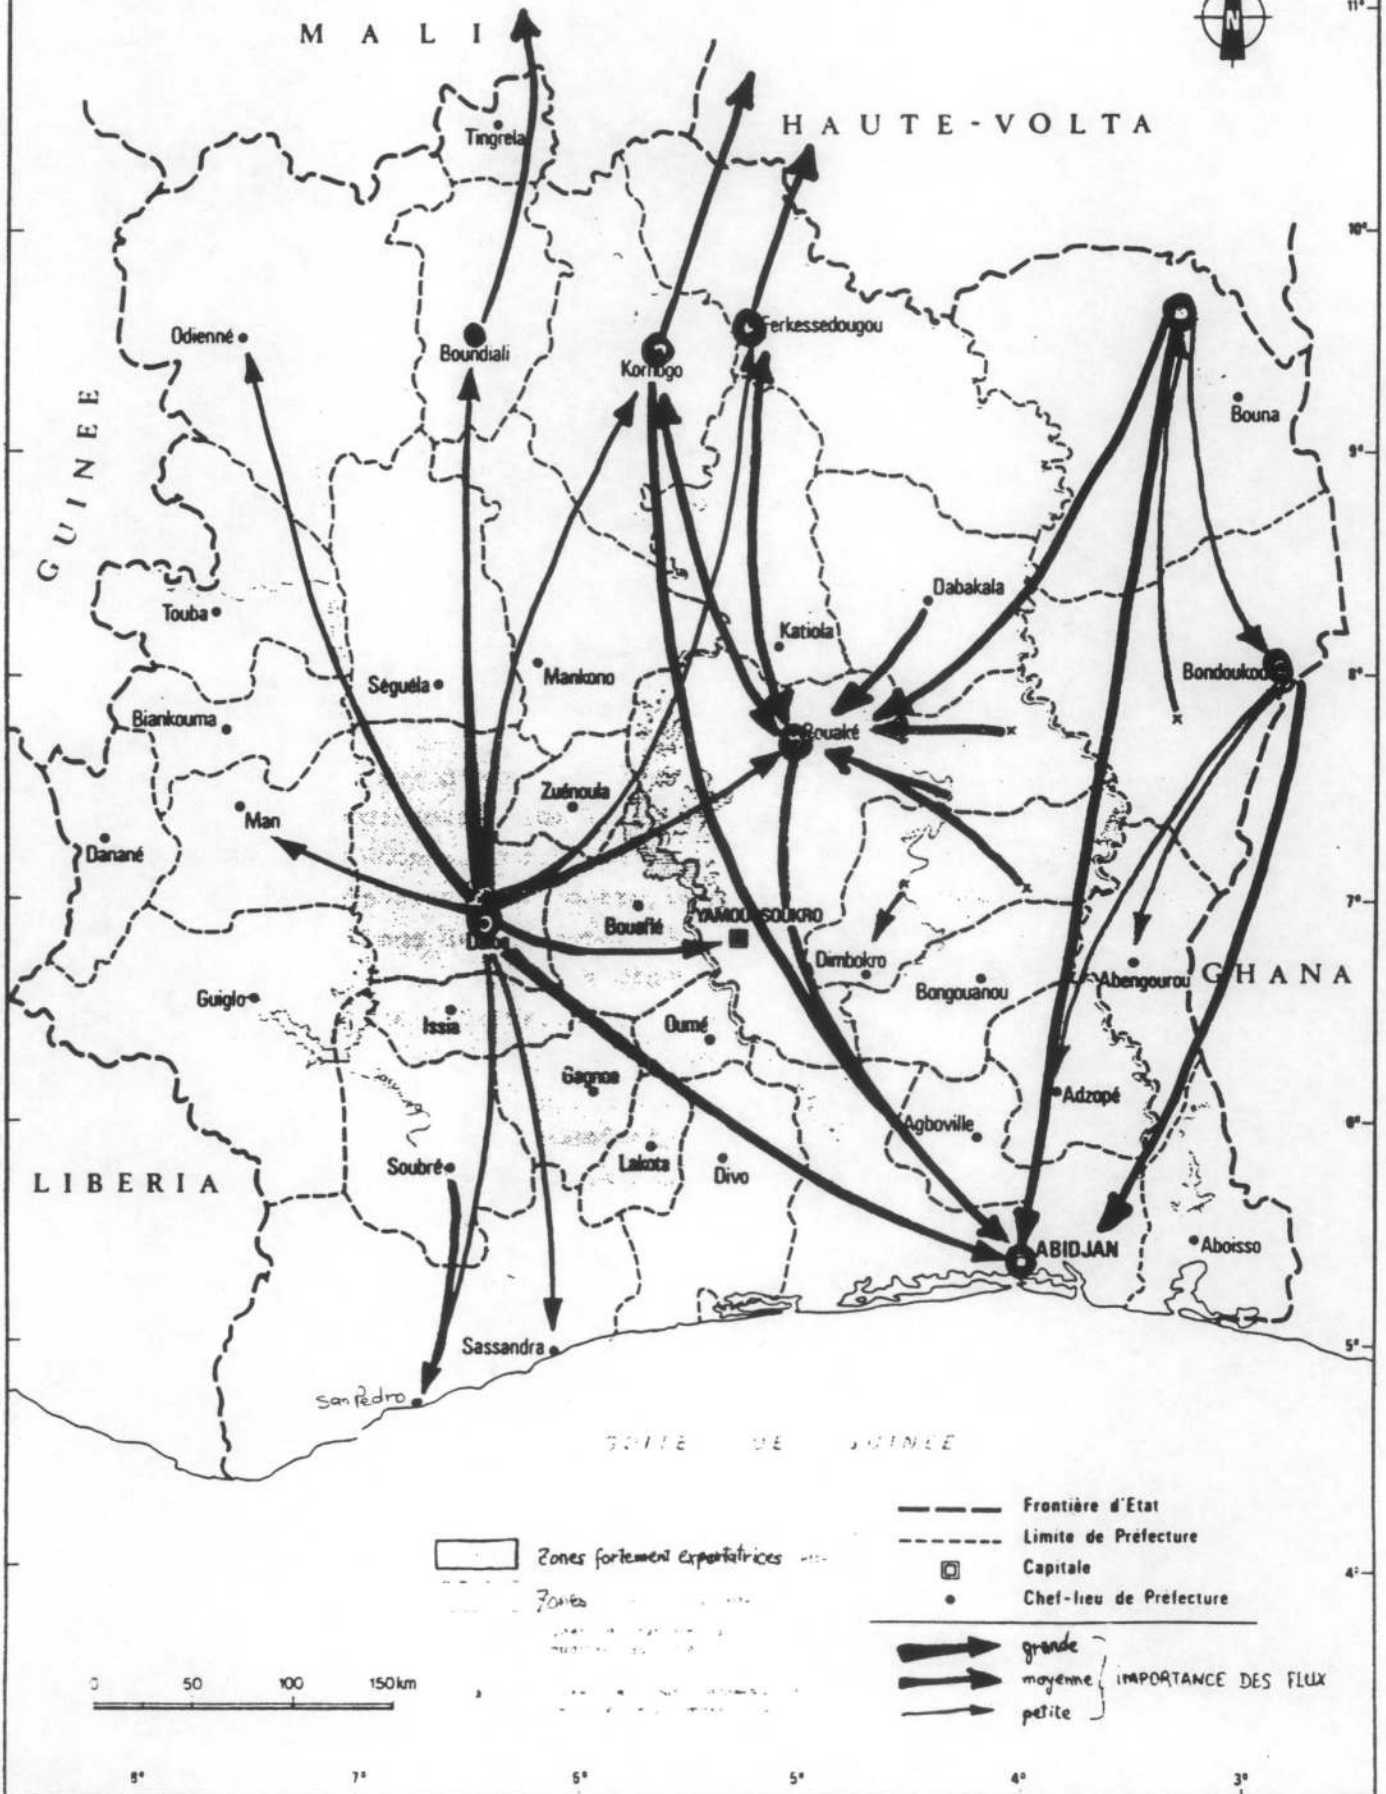 11°
N
MALI
HAUTE-VOLTA
Tingrela
10°
Odienné
Boundiali
Korhogo
Ferkessedougou
GUINEE
Bouna
9°
Touba
Dabakala
Katiola
Séguéla
Mankono
Bondoukou
8°
Biankouma
Bouaké
Man
Zuénoula
Danané
7°
Bouaflé
YAMOUSSOUKRO
Dimbokro
Bongouanou
Abengourou
GHANA
Guiglo
Issia
Oumé
Gagnoa
Adzopé
Agboville
6°
LIBERIA
Soubré
Lakota
Divo
ABIDJAN
Aboisso
Sassandra
5°
San Pedro
Frontière d'Etat
Limite de Préfecture
Capitale
Chef-lieu de Préfecture
Zones fortement exportatrices
Zones
4°
grande
moyenne
petite
IMPORTANCE DES FLUX
0 50 100 150km
8° 7° 5° 4° 3°